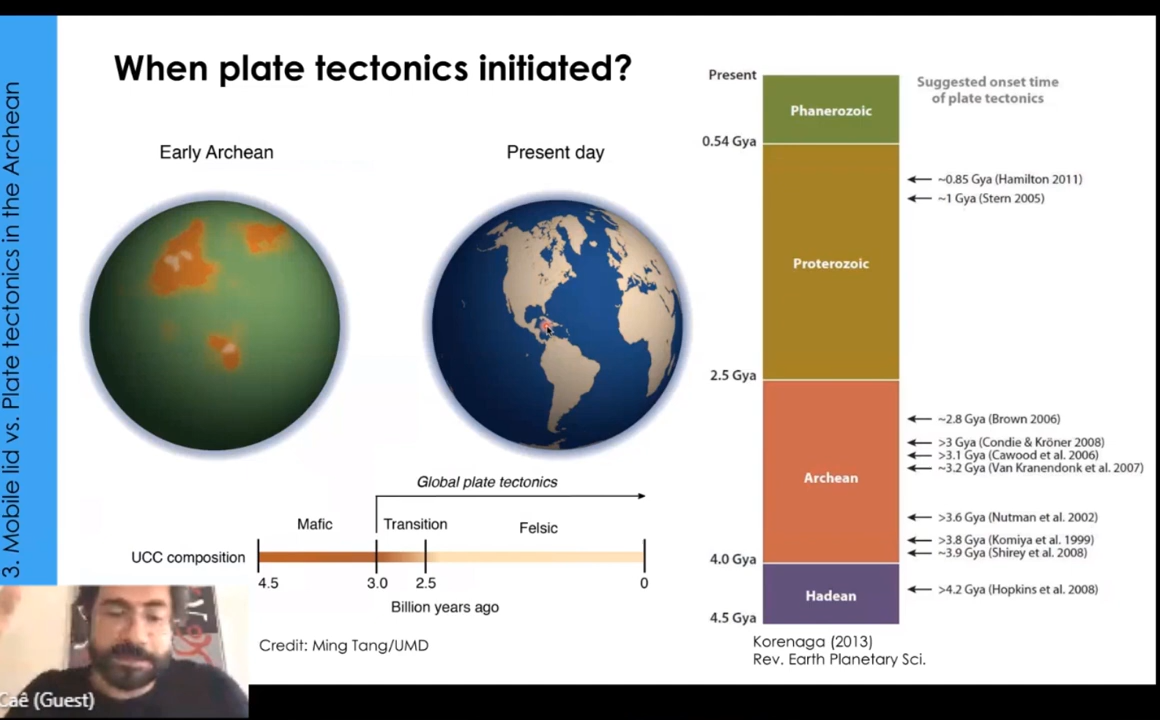 3. Mobile lid vs. Plate tectonics in the Archean
When plate tectonics initiated?
Early Archean
Present day
Global plate tectonics
Mafic
Transition
Felsic
UCC composition
4.5
3.0
2.5
0
Billion years ago
Credit: Ming Tang/UMD
Suggested onset time
of plate tectonics
Present
Phanerozoic
0.54 Gya
~0.85 Gya (Hamilton 2011)
~1 Gya (Stern 2005)
Proterozoic
2.5 Gya
~2.8 Gya (Brown 2006)
>3 Gya (Condie & Kröner 2008)
>3.1 Gya (Cawood et al. 2006)
~3.2 Gya (Van Kranendonk et al. 2007)
Archean
>3.6 Gya (Nutman et al. 2002)
>3.8 Gya (Komiya et al. 1999)
~3.9 Gya (Shirey et al. 2008)
4.0 Gya
Hadean
>4.2 Gya (Hopkins et al. 2008)
4.5 Gya
Korenaga (2013)
Rev. Earth Planetary Sci.
Caê (Guest)